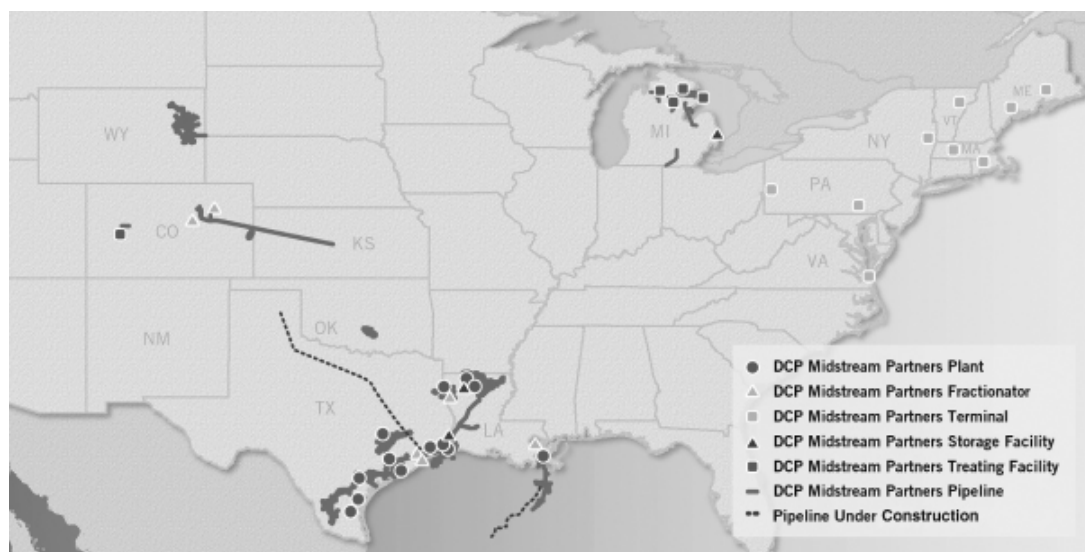 ME
VT
WY
MI
NY
MA
PA
CO
KS
VA
OK
NM
TX
LA
DCP Midstream Partners Plant
DCP Midstream Partners Fractionator
DCP Midstream Partners Terminal
DCP Midstream Partners Storage Facility
DCP Midstream Partners Treating Facility
DCP Midstream Partners Pipeline
Pipeline Under Construction